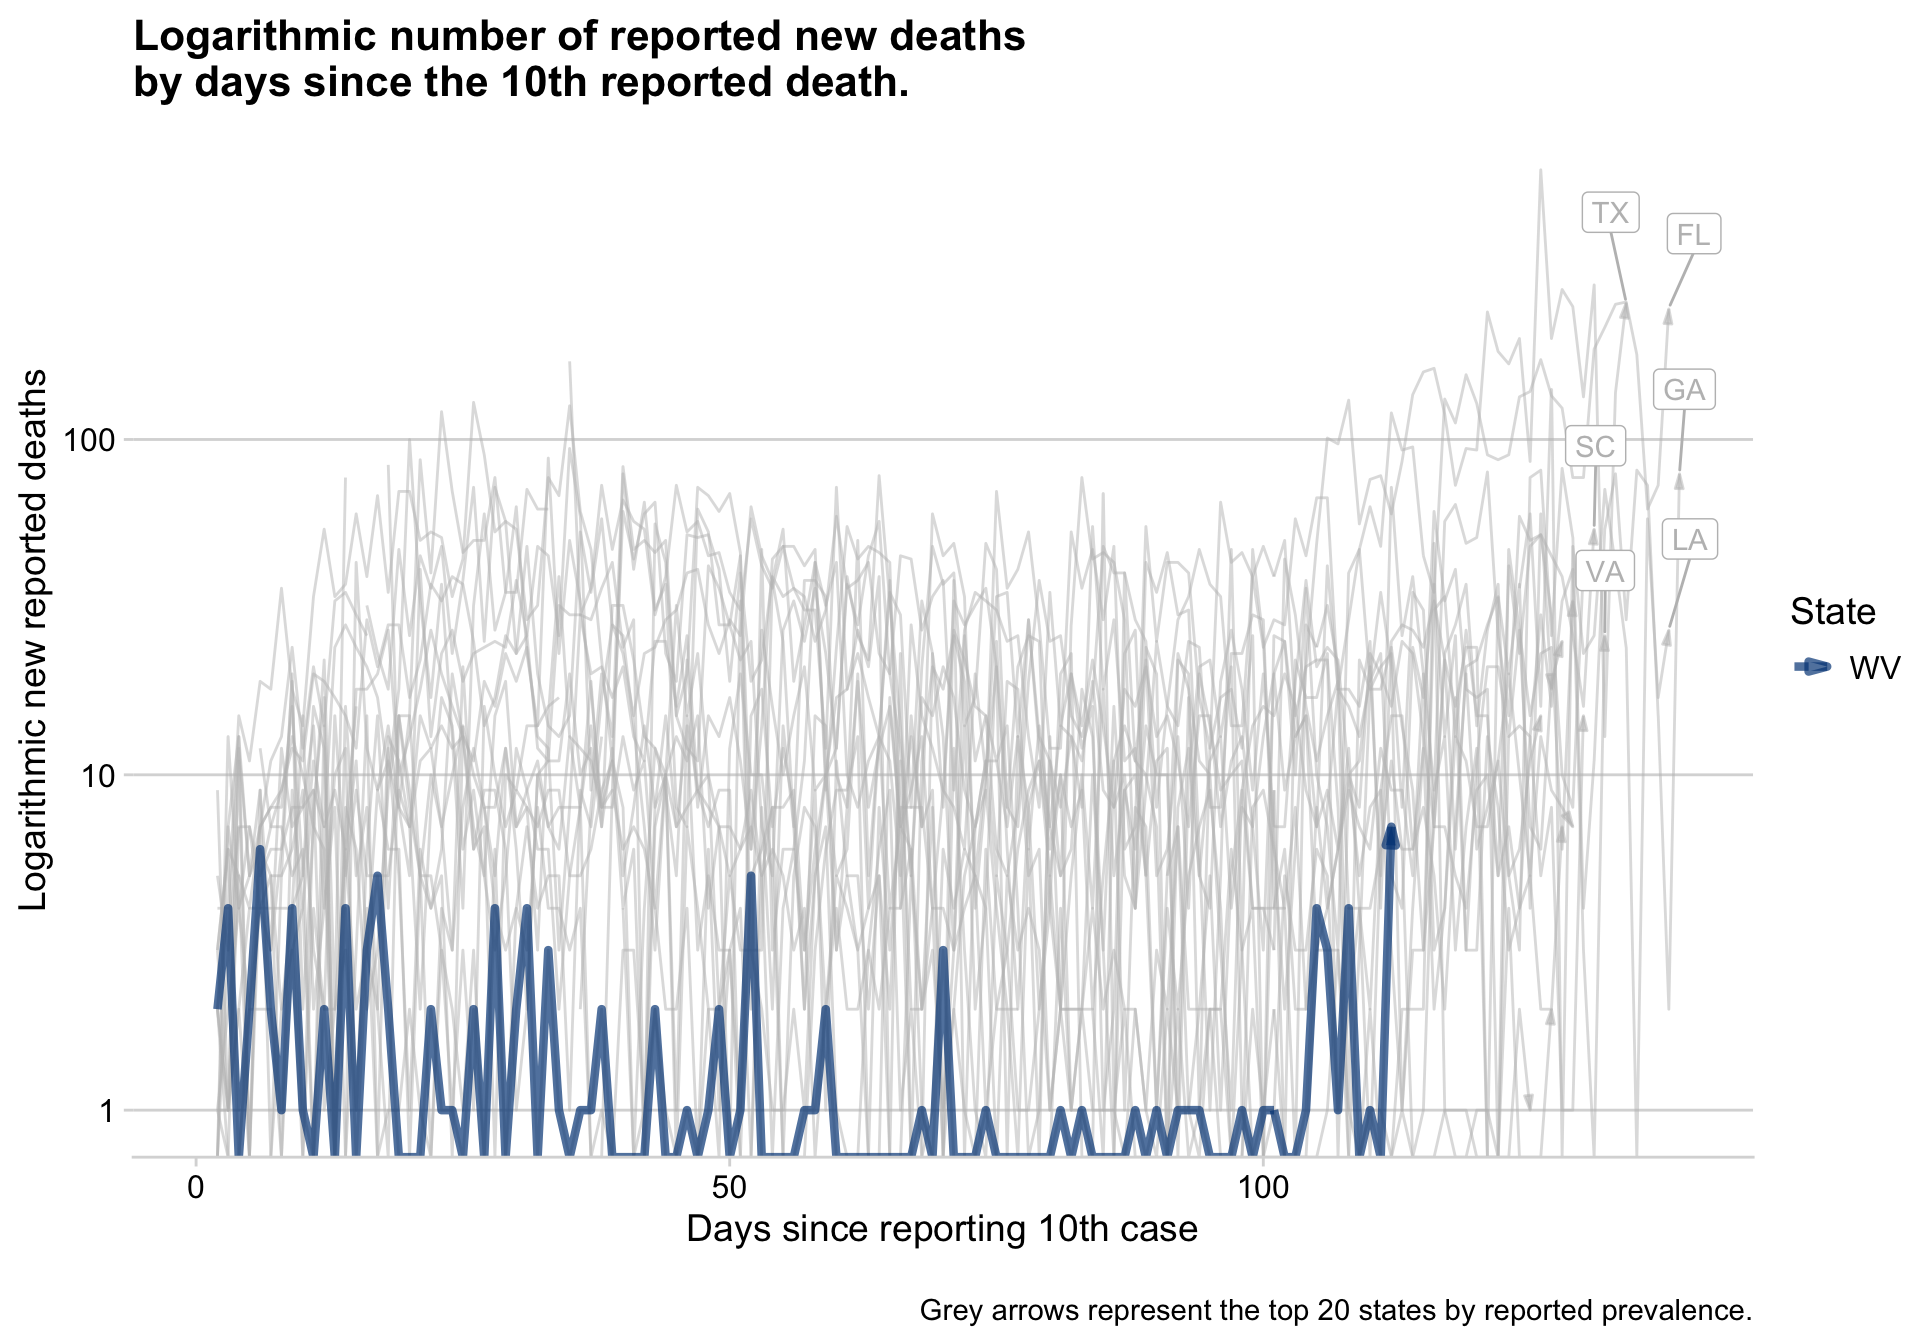 Logarithmic number of reported new deaths
by days since the 10th reported death.
TX
FL
GA
SC
LA
VA
Logarithmic new reported deaths
100
10
1
0
50
100
Days since reporting 10th case
State
WV
Grey arrows represent the top 20 states by reported prevalence.